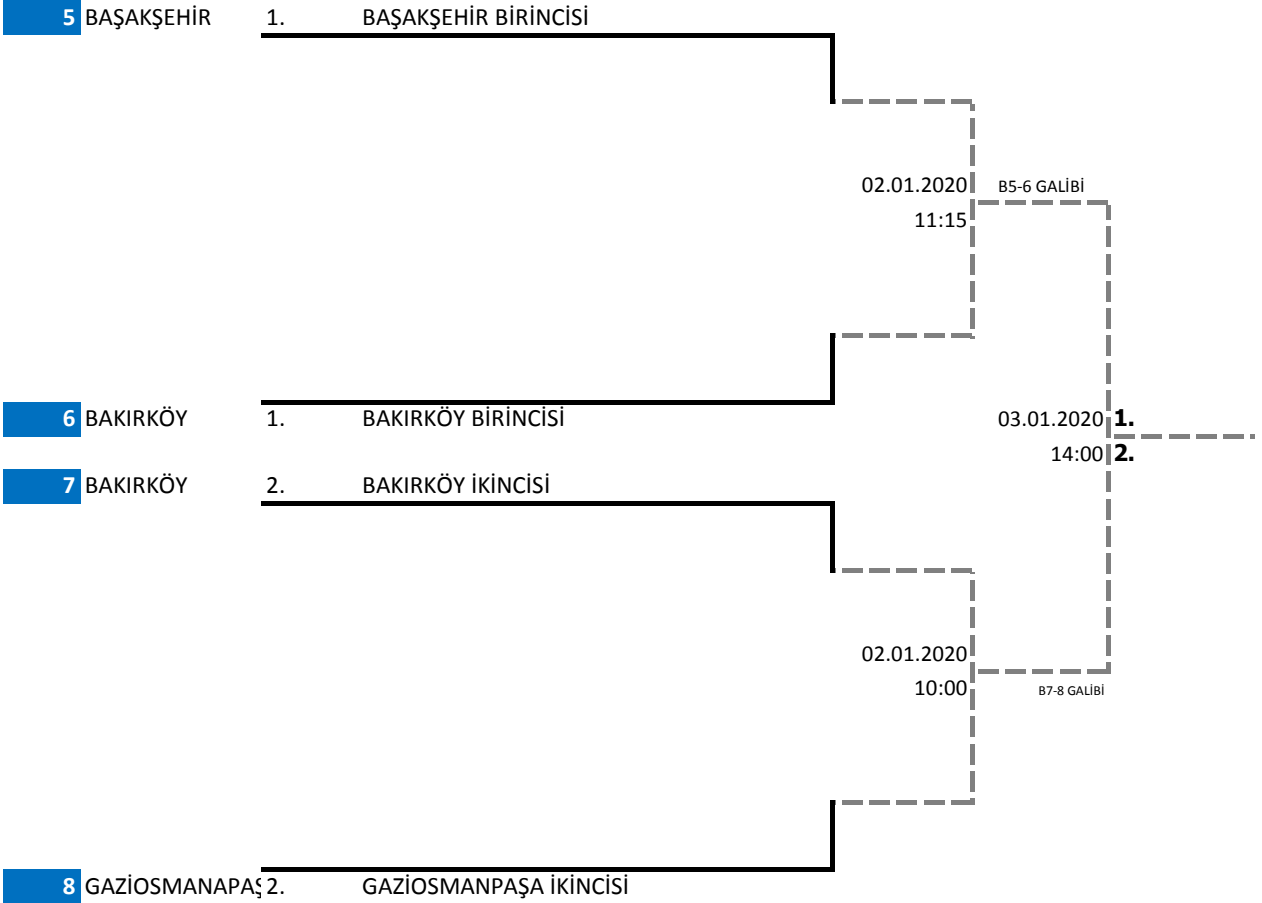 5 BAŞAKŞEHİR 1. BAŞAKŞEHİR BİRİNCİSİ
02.01.2020 B5-6 GALİBİ
11:15
6 BAKIRKÖY 1. BAKIRKÖY BİRİNCİSİ 03.01.2020 1.
14:00 2.
7 BAKIRKÖY 2. BAKIRKÖY İKİNCİSİ
02.01.2020
10:00 B7-8 GALİBİ
8 GAZİOSMANAPAŞ 2. GAZİOSMANPAŞA İKİNCİSİ